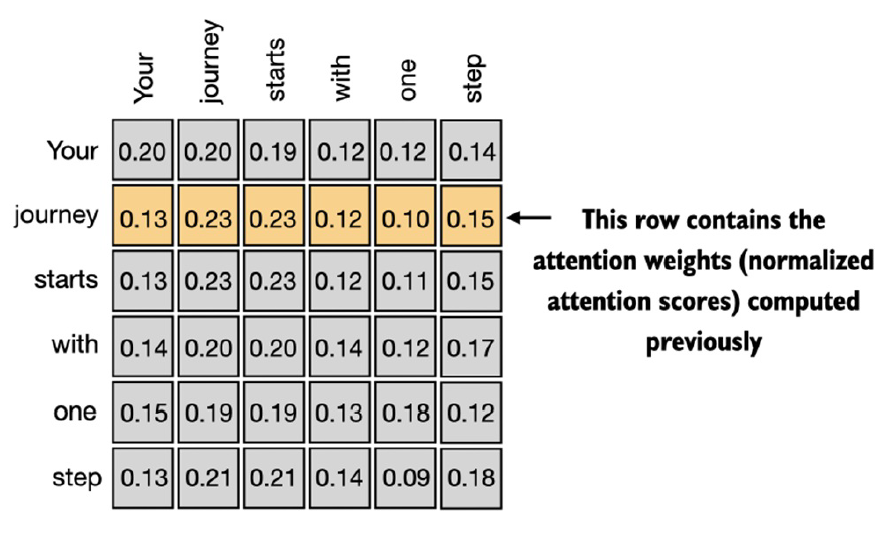 Your journey starts with one step
Your 0.20 0.20 0.19 0.12 0.12 0.14
journey 0.13 0.23 0.23 0.12 0.10 0.15
This row contains the
attention weights (normalized
attention scores) computed
previously
starts 0.13 0.23 0.23 0.12 0.11 0.15
with 0.14 0.20 0.20 0.14 0.12 0.17
one 0.15 0.19 0.19 0.13 0.18 0.12
step 0.13 0.21 0.21 0.14 0.09 0.18